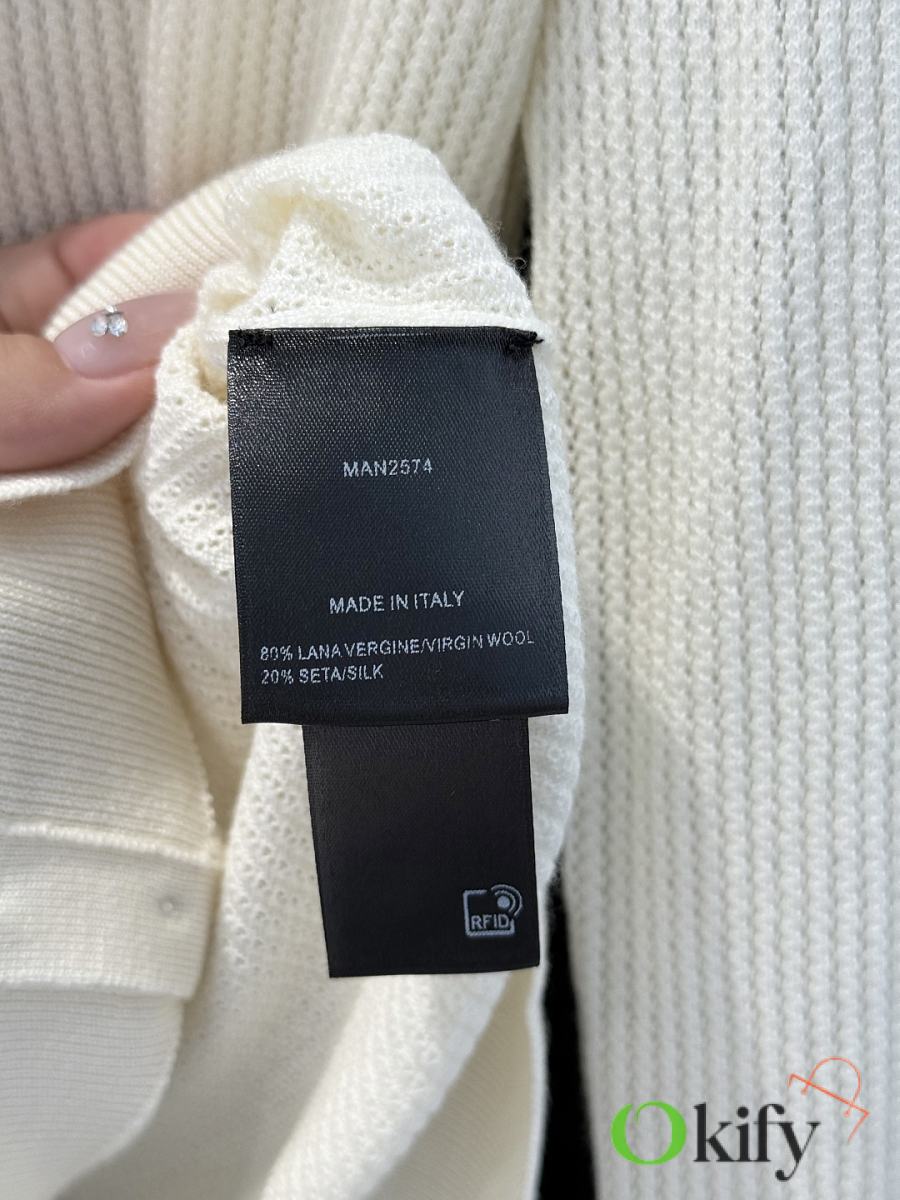 MAN2574
MADE IN ITALY
80% LANA VERGINE/VIRGIN WOOL
20% SETA/SILK
RFID
Okify